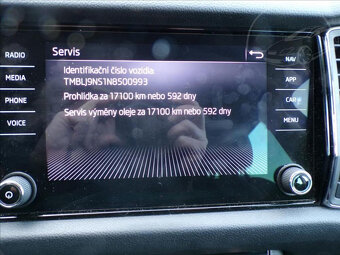 Servis
RADIO
MEDIA
PHONE
VOICE
Identifikační číslo vozidla
TMBLJ9NS1N8500993
Prohlídka za 17100 km nebo 592 dny
Servis výměny oleje za 17100 km nebo 592 dny
NAV
APP
CAR
MENU